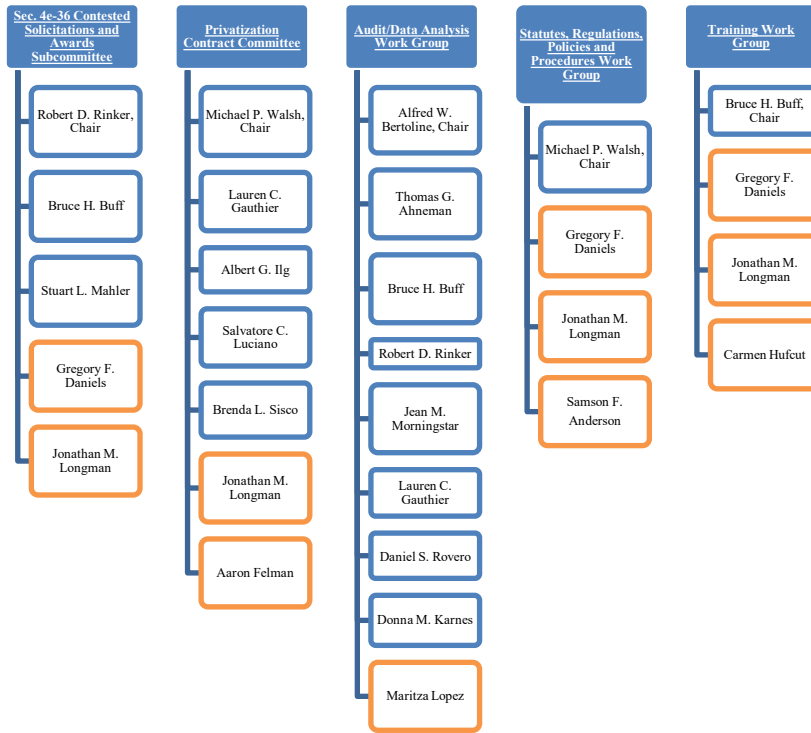 Sec. 4e-36 Contested
Solicitations and
Awards
Subcommittee
Robert D. Rinker,
Chair
Bruce H. Buff
Stuart L. Mahler
Gregory F.
Daniels
Jonathan M.
Longman
Privatization
Contract Committee
Michael P. Walsh,
Chair
Lauren C.
Gauthier
Albert G. Ilg
Salvatore C.
Luciano
Brenda L. Sisco
Jonathan M.
Longman
Aaron Felman
Audit/Data Analysis
Work Group
Alfred W.
Bertoline, Chair
Thomas G.
Ahneman
Bruce H. Buff
Robert D. Rinker
Jean M.
Morningstar
Lauren C.
Gauthier
Daniel S. Rovero
Donna M. Karnes
Maritza Lopez
Statutes, Regulations,
Policies and
Procedures Work
Group
Michael P. Walsh,
Chair
Gregory F.
Daniels
Jonathan M.
Longman
Samson F.
Anderson
Training Work
Group
Bruce H. Buff,
Chair
Gregory F.
Daniels
Jonathan M.
Longman
Carmen Hufcut